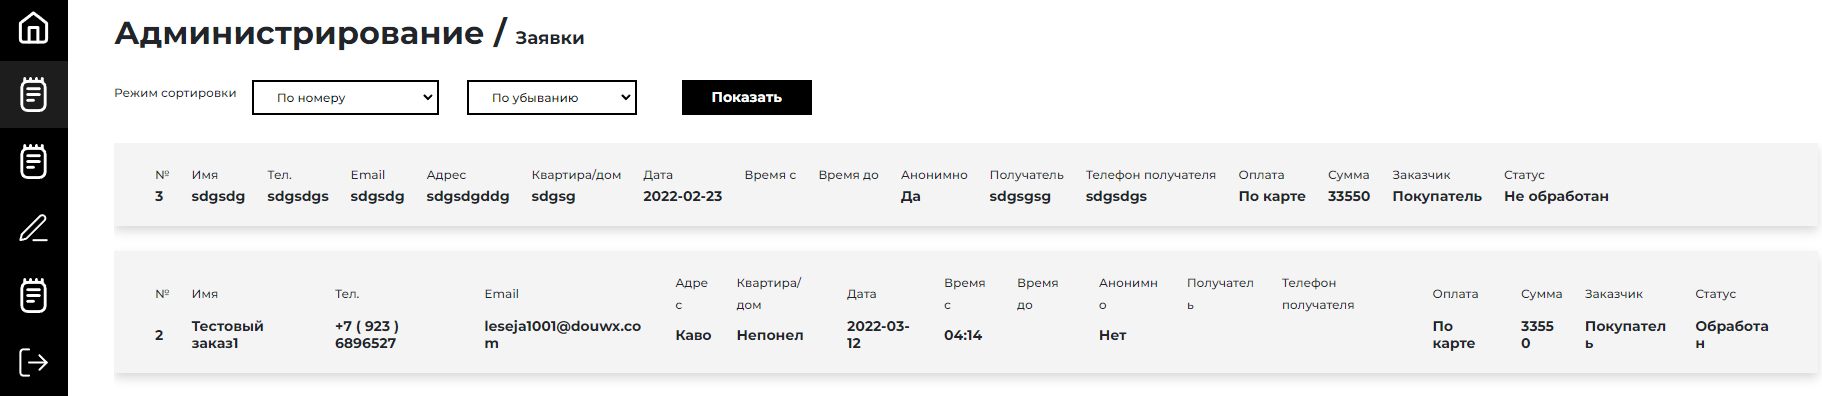 Администрирование / Заявки
Режим сортировки По номеру По убыванию Показать
№ Имя Тел. Email Адрес Квартира/дом Дата Время с Время до Анонимно Получатель Телефон получателя Оплата Сумма Заказчик Статус
3 sdgsdg sdgsdgs sdgsdg sdgsdgddg sdgsg 2022-02-23 Да sdgsgsg sdgsdgs По карте 33550 Покупатель Не обработан
Адре Квартира/ Время Время Анонимн Получател Телефон
№ Имя Тел. Email Дата Оплата Сумма Заказчик Статус
с дом с до о ь получателя
Тестовый +7 ( 923 ) leseja1001@douwx.co 2022-03- По 3355 Покупател Обработа
2 Каво Непонел 04:14 Нет
заказ1 6896527 m 12 карте 0 ь н